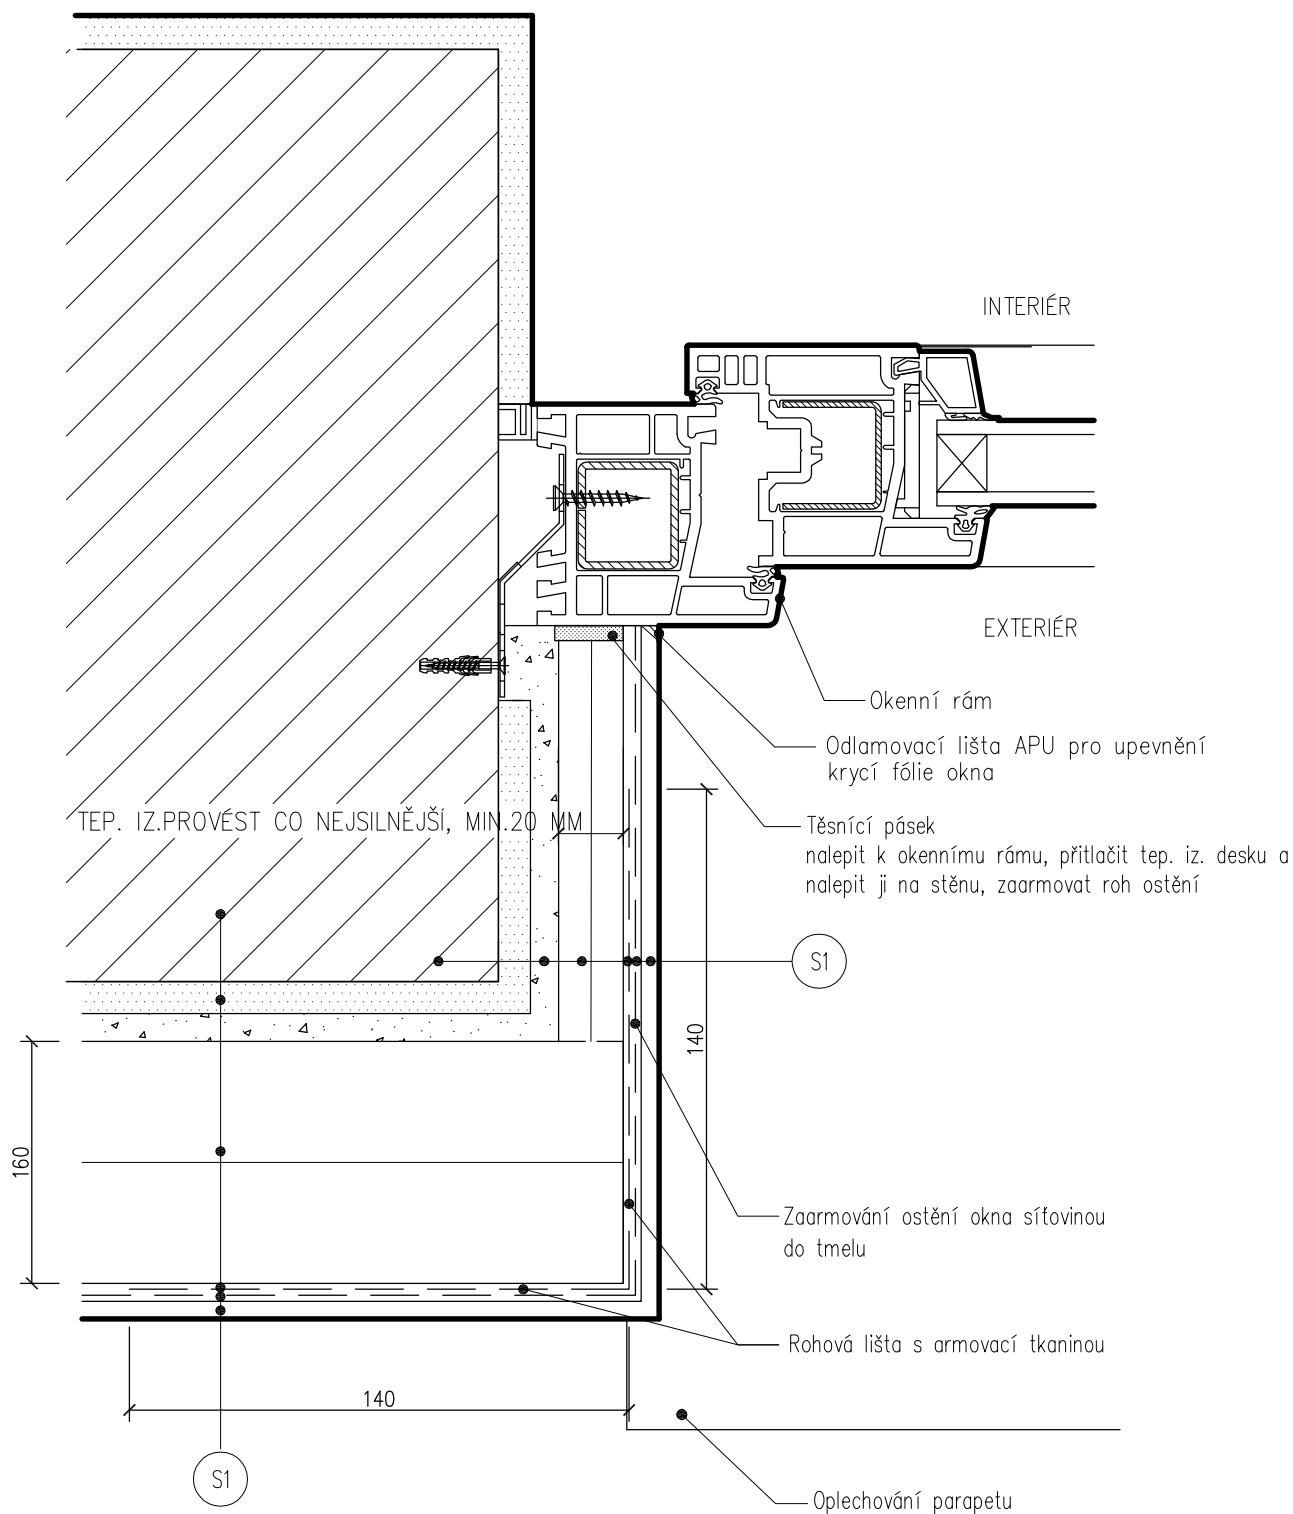 INTERIÉR
EXTERIÉR
Okenní rám
Odlamovací lišta APU pro upevnění
krycí fólie okna
TEP. IZ.PROVÉST CO NEJSILNĚJŠÍ, MIN.20 MM
Těsnící pásek
nalepit k okennímu rámu, přitlačit tep. iz. desku a
nalepit ji na stěnu, zaarmovat roh ostění
S1
140
160
Zaarmování ostění okna síťovinou
do tmelu
Rohová lišta s armovací tkaninou
140
S1
Oplechování parapetu